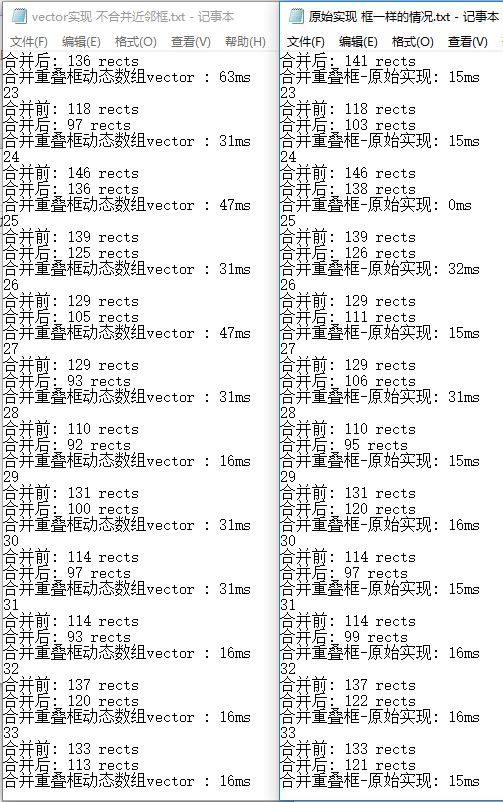 vector实现 不合并近邻框.txt - 记事本
文件(F) 编辑(E) 格式(O) 查看(V) 帮助(H)
合并后: 136 rects
合并重叠框动态数组vector : 63ms
23
合并前: 118 rects
合并后: 97 rects
合并重叠框动态数组vector : 31ms
24
合并前: 146 rects
合并后: 136 rects
合并重叠框动态数组vector : 47ms
25
合并前: 139 rects
合并后: 125 rects
合并重叠框动态数组vector : 31ms
26
合并前: 129 rects
合并后: 105 rects
合并重叠框动态数组vector : 47ms
27
合并前: 129 rects
合并后: 93 rects
合并重叠框动态数组vector : 31ms
28
合并前: 110 rects
合并后: 92 rects
合并重叠框动态数组vector : 16ms
29
合并前: 131 rects
合并后: 100 rects
合并重叠框动态数组vector : 31ms
30
合并前: 114 rects
合并后: 97 rects
合并重叠框动态数组vector : 31ms
31
合并前: 114 rects
合并后: 93 rects
合并重叠框动态数组vector : 16ms
32
合并前: 137 rects
合并后: 120 rects
合并重叠框动态数组vector : 16ms
33
合并前: 133 rects
合并后: 113 rects
合并重叠框动态数组vector : 16ms
原始实现 框一样的情况.txt - 记事本
文件(F) 编辑(E) 格式(O) 查看(V)
合并后: 141 rects
合并重叠框-原始实现: 15ms
23
合并前: 118 rects
合并后: 103 rects
合并重叠框-原始实现: 15ms
24
合并前: 146 rects
合并后: 138 rects
合并重叠框-原始实现: 0ms
25
合并前: 139 rects
合并后: 126 rects
合并重叠框-原始实现: 32ms
26
合并前: 129 rects
合并后: 111 rects
合并重叠框-原始实现: 15ms
27
合并前: 129 rects
合并后: 106 rects
合并重叠框-原始实现: 31ms
28
合并前: 110 rects
合并后: 95 rects
合并重叠框-原始实现: 15ms
29
合并前: 131 rects
合并后: 120 rects
合并重叠框-原始实现: 16ms
30
合并前: 114 rects
合并后: 97 rects
合并重叠框-原始实现: 15ms
31
合并前: 114 rects
合并后: 99 rects
合并重叠框-原始实现: 16ms
32
合并前: 137 rects
合并后: 122 rects
合并重叠框-原始实现: 16ms
33
合并前: 133 rects
合并后: 121 rects
合并重叠框-原始实现: 15ms